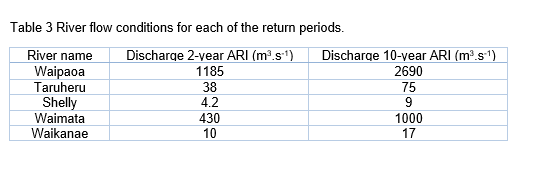 Table 3 River flow conditions for each of the return periods.
River name Discharge 2-year ARI (m³.s⁻¹) Discharge 10-year ARI (m³.s⁻¹)
Waipaoa 1185 2690
Taruheru 38 75
Shelly 4.2 9
Waimata 430 1000
Waikanae 10 17